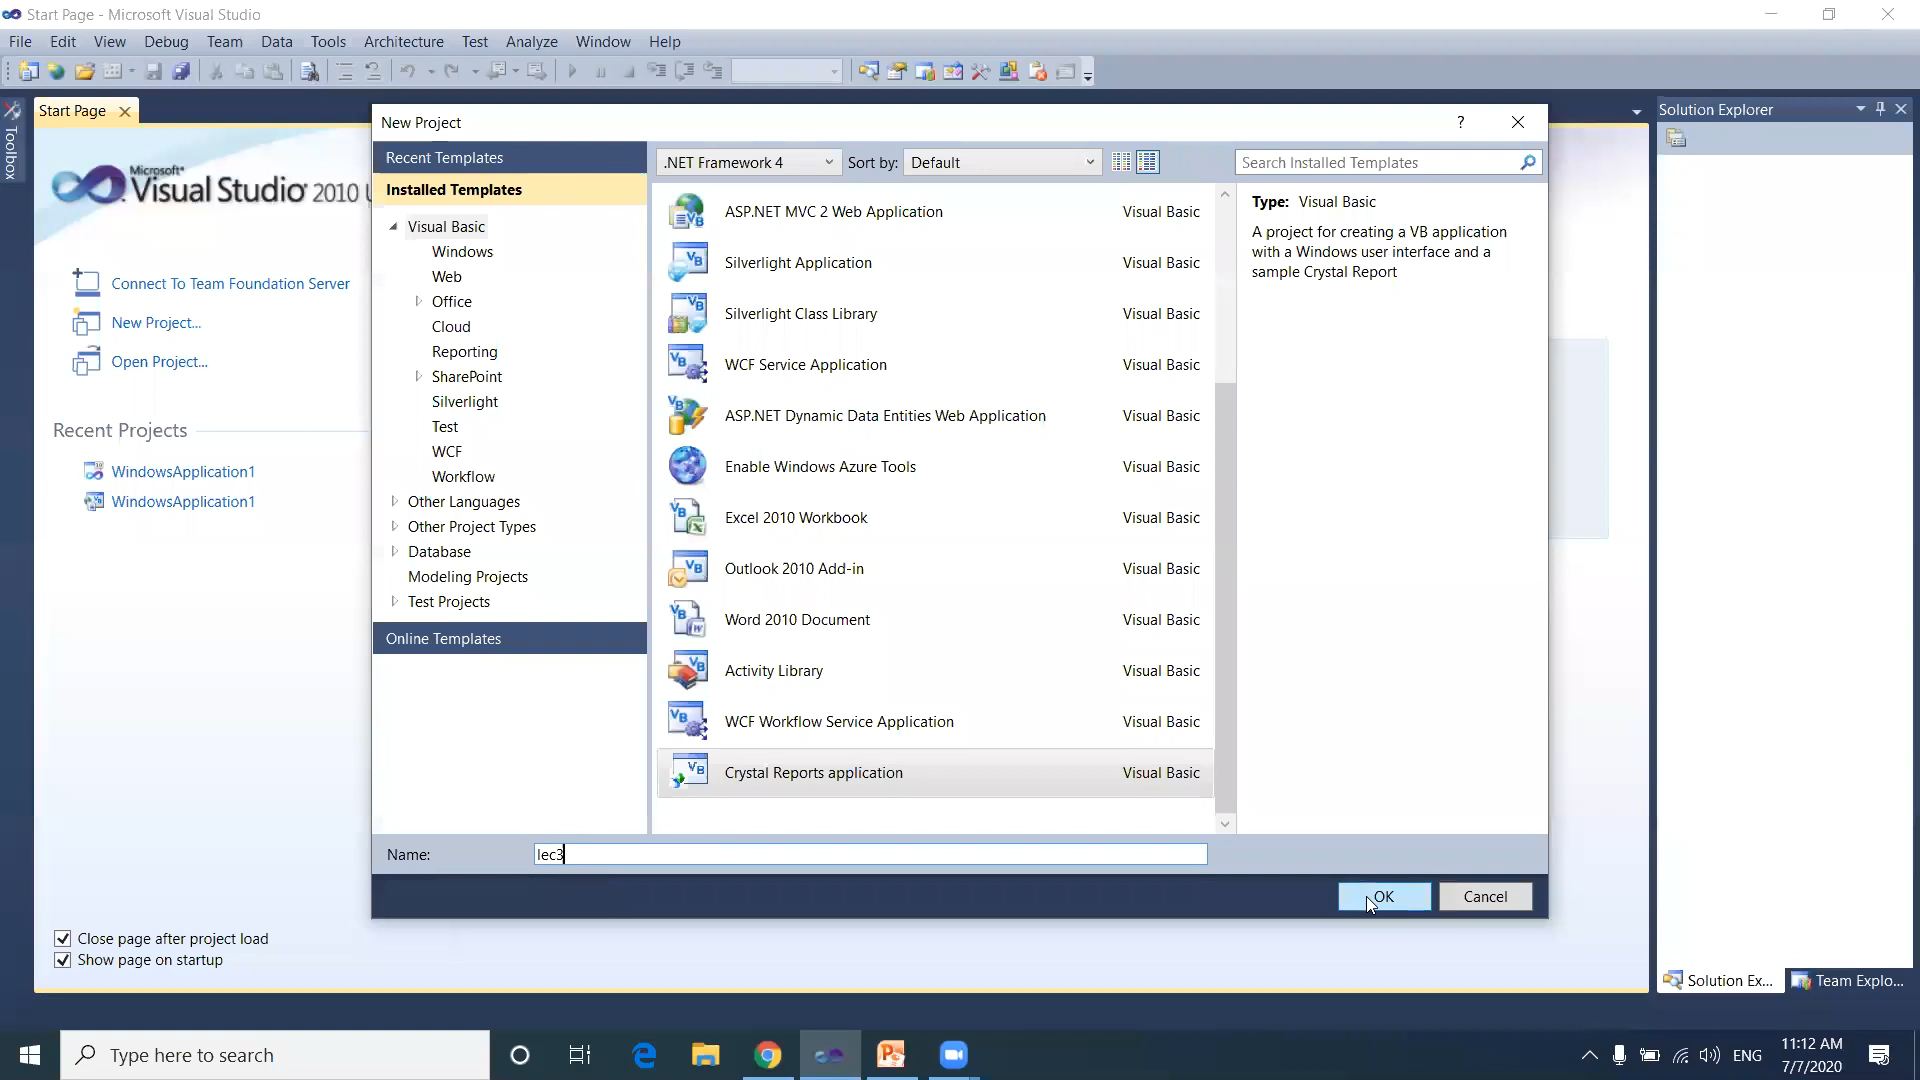 Start Page - Microsoft Visual Studio
File Edit View Debug Team Data Tools Architecture Test Analyze Window Help
Toolbox
Start Page
Microsoft®
Visual Studio® 2010
Connect To Team Foundation Server
New Project...
Open Project...
Recent Projects
WindowsApplication1
WindowsApplication1
Close page after project load
Show page on startup
New Project
?
Recent Templates
Installed Templates
Visual Basic
Windows
Web
Office
Cloud
Reporting
SharePoint
Silverlight
Test
WCF
Workflow
Other Languages
Other Project Types
Database
Modeling Projects
Test Projects
Online Templates
.NET Framework 4 Sort by: Default
Search Installed Templates
ASP.NET MVC 2 Web Application Visual Basic
Silverlight Application Visual Basic
Silverlight Class Library Visual Basic
WCF Service Application Visual Basic
ASP.NET Dynamic Data Entities Web Application Visual Basic
Enable Windows Azure Tools Visual Basic
Excel 2010 Workbook Visual Basic
Outlook 2010 Add-in Visual Basic
Word 2010 Document Visual Basic
Activity Library Visual Basic
WCF Workflow Service Application Visual Basic
Crystal Reports application Visual Basic
Type: Visual Basic
A project for creating a VB application
with a Windows user interface and a
sample Crystal Report
Name: lec3
OK Cancel
Solution Explorer
Solution Ex... Team Explo...
Type here to search
ENG
11:12 AM
7/7/2020